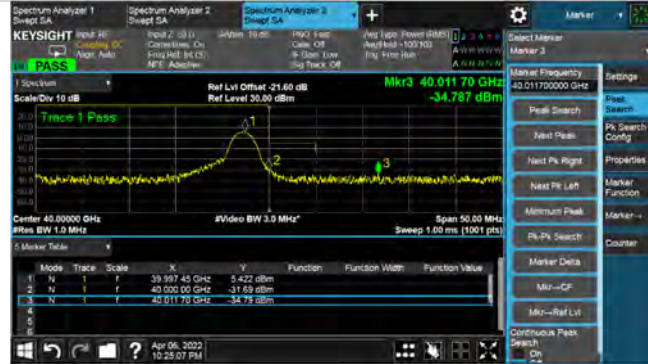 Spectrum Analyzer 1
Swept SA
Spectrum Analyzer 2
Swept SA
Spectrum Analyzer 3
Swept SA
+
Marker
KEYSIGHT
Input: RF
Coupling: DC
Align: Auto
Corrections: On
Freq Ref: Int (S)
NFE: Adaptive
#Atten: 10 dB
PNO: Fast
Gate: Off
IF Gain: Low
Sig Track: Off
Avg Type: Power (RMS)
Avg|Hold: >100/100
Trig: Free Run
PASS
Select Marker
Marker 3
1 Spectrum
Scale/Div 10 dB
Ref Lvl Offset -21.60 dB
Ref Level 30.00 dBm
Mkr3 40.011 70 GHz
-34.787 dBm
Trace 1 Pass
1
2
3
Center 40.00000 GHz
#Res BW 1.0 MHz
#Video BW 3.0 MHz*
Span 50.00 MHz
Sweep 1.00 ms (1001 pts)
5 Marker Table
Mode Trace Scale X Y Function Function Width Function Value
1 N 1 f 39.997 45 GHz 5.422 dBm
2 N 1 f 40.000 00 GHz -31.69 dBm
3 N 1 f 40.011 70 GHz -34.79 dBm
4
5
6
Marker Frequency
40.011700000 GHz
Peak Search
Next Peak
Next Pk Right
Next Pk Left
Minimum Peak
Pk-Pk Search
Marker Delta
Mkr→CF
Mkr→Ref Lvl
Continuous Peak
Search
On
Settings
Peak
Search
Pk Search
Config
Properties
Marker
Function
Marker→
Counter
?
Apr 06, 2022
10:25:07 PM